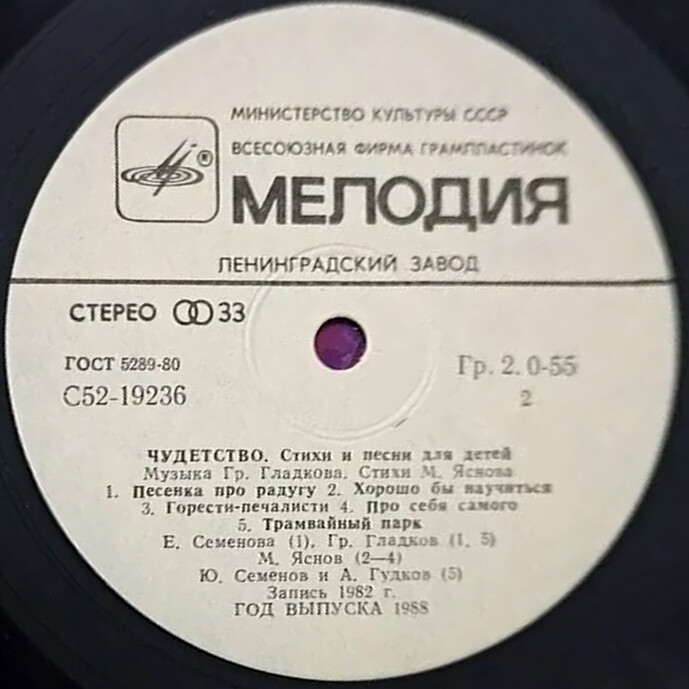 МИНИСТЕРСТВО КУЛЬТУРЫ СССР
ВСЕСОЮЗНАЯ ФИРМА ГРАМПЛАСТИНОК
®
МЕЛОДИЯ
ЛЕНИНГРАДСКИЙ ЗАВОД
СТЕРЕО 33
ГОСТ 5289-80
Гр. 2. 0-55
С52-19236
2
ЧУДЕТСТВО. Стихи и песни для детей
Музыка Гр. Гладкова. Стихи М. Яснова
1. Песенка про радугу 2. Хорошо бы научиться
3. Горести-печалисти 4. Про себя самого
5. Трамвайный парк
Е. Семенова (1), Гр. Гладков (1, 5)
М. Яснов (2—4)
Ю. Семенов и А. Гудков (5)
Запись 1982 г.
ГОД ВЫПУСКА 1988